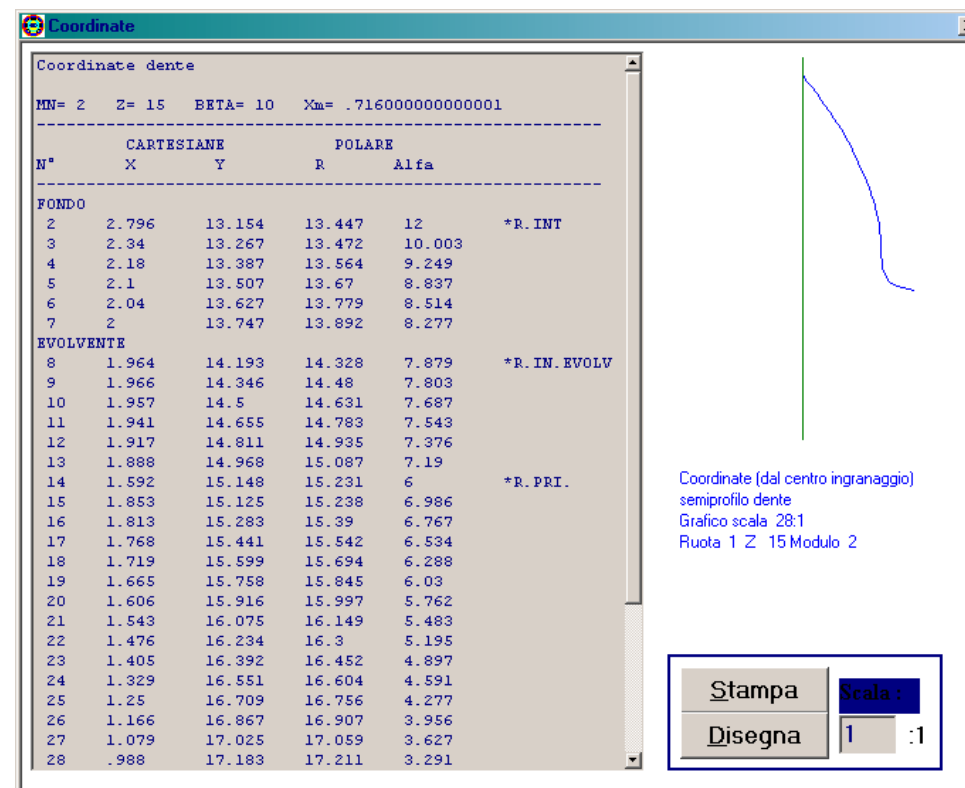 Coordinate
Coordinate dente
MN= 2 Z= 15 BETA= 10 Xm= .716000000000001
------------------------------------------------------------
CARTESIANE POLARE
N° X Y R Alfa
------------------------------------------------------------
FONDO
2 2.796 13.154 13.447 12 *R.INT
3 2.34 13.267 13.472 10.003
4 2.18 13.387 13.564 9.249
5 2.1 13.507 13.67 8.837
6 2.04 13.627 13.779 8.514
7 2 13.747 13.892 8.277
EVOLVENTE
8 1.964 14.193 14.328 7.879 *R.IN.EVOLV
9 1.966 14.346 14.48 7.803
10 1.957 14.5 14.631 7.687
11 1.941 14.655 14.783 7.543
12 1.917 14.811 14.935 7.376
13 1.888 14.968 15.087 7.19
14 1.592 15.148 15.231 6 *R.PRI.
15 1.853 15.125 15.238 6.986
16 1.813 15.283 15.39 6.767
17 1.768 15.441 15.542 6.534
18 1.719 15.599 15.694 6.288
19 1.665 15.758 15.845 6.03
20 1.606 15.916 15.997 5.762
21 1.543 16.075 16.149 5.483
22 1.476 16.234 16.3 5.195
23 1.405 16.392 16.452 4.897
24 1.329 16.551 16.604 4.591
25 1.25 16.709 16.756 4.277
26 1.166 16.867 16.907 3.956
27 1.079 17.025 17.059 3.627
28 .988 17.183 17.211 3.291
Coordinate (dal centro ingranaggio)
semiprofilo dente
Grafico scala 28:1
Ruota 1 Z 15 Modulo 2
Stampa
Scala :
Disegna
1 :1